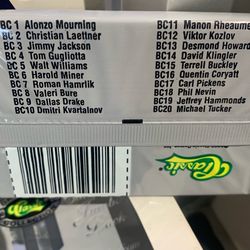 BC 1 Alonzo Mourning
BC 2 Christian Laettner
BC 3 Jimmy Jackson
BC 4 Tom Gugliotta
BC 5 Walt Williams
BC 6 Harold Miner
BC 7 Roman Hamrlik
BC 8 Valeri Bure
BC 9 Dallas Drake
BC10 Dmitri Kvartalnov
BC11 Manon Rheaume
BC12 Viktor Kozlov
BC13 Desmond Howard
BC14 David Klingler
BC15 Terrell Buckley
BC16 Quentin Coryatt
BC17 Carl Pickens
BC18 Phil Nevin
BC19 Jeffrey Hammonds
BC20 Michael Tucker
Classic